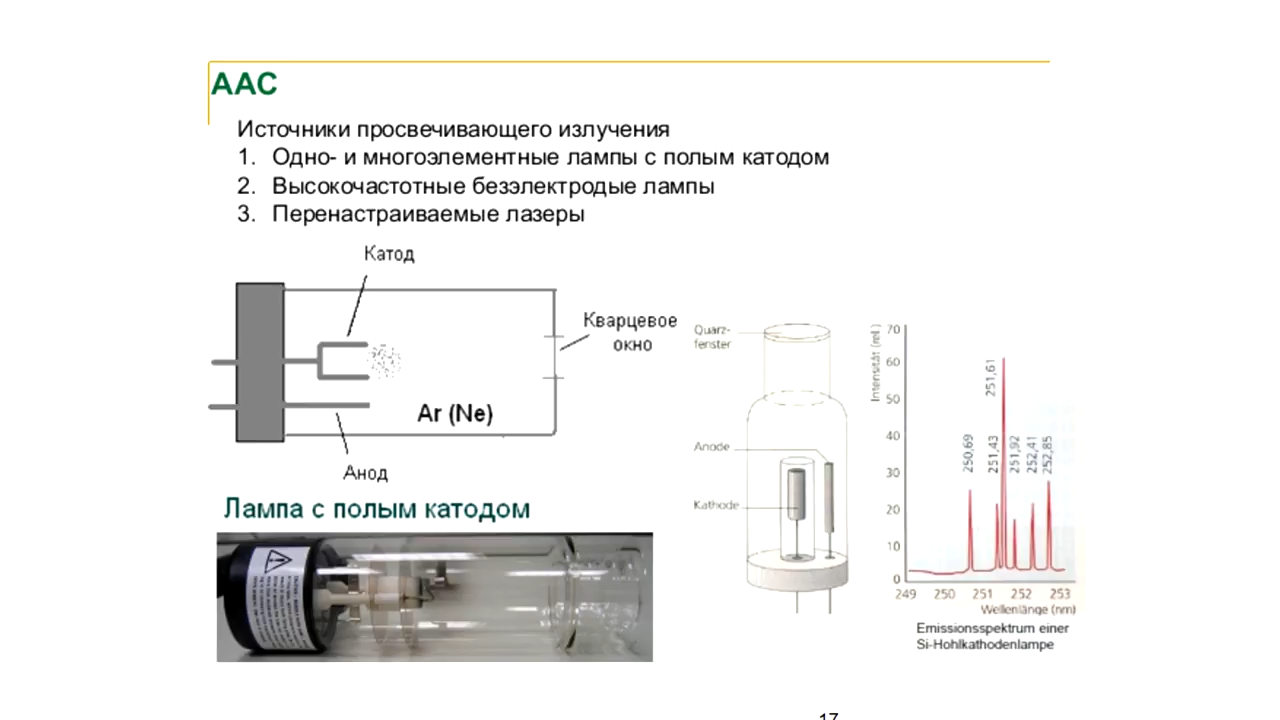 ААС
Источники просвечивающего излучения
1. Одно- и многоэлементные лампы с полым катодом
2. Высокочастотные безэлектродые лампы
3. Перенастраиваемые лазеры
Катод
Кварцевое
окно
Ar (Ne)
Анод
Лампа с полым катодом
Quarz-
fenster
Anode
Kathode
Intensität (rel.)
70
60
50
40
30
20
10
0
250,69
251,43
251,61
251,92
252,41
252,85
249 250 251 252 253
Wellenlänge (nm)
Emissionsspektrum einer
Si-Hohlkathodenlampe
17